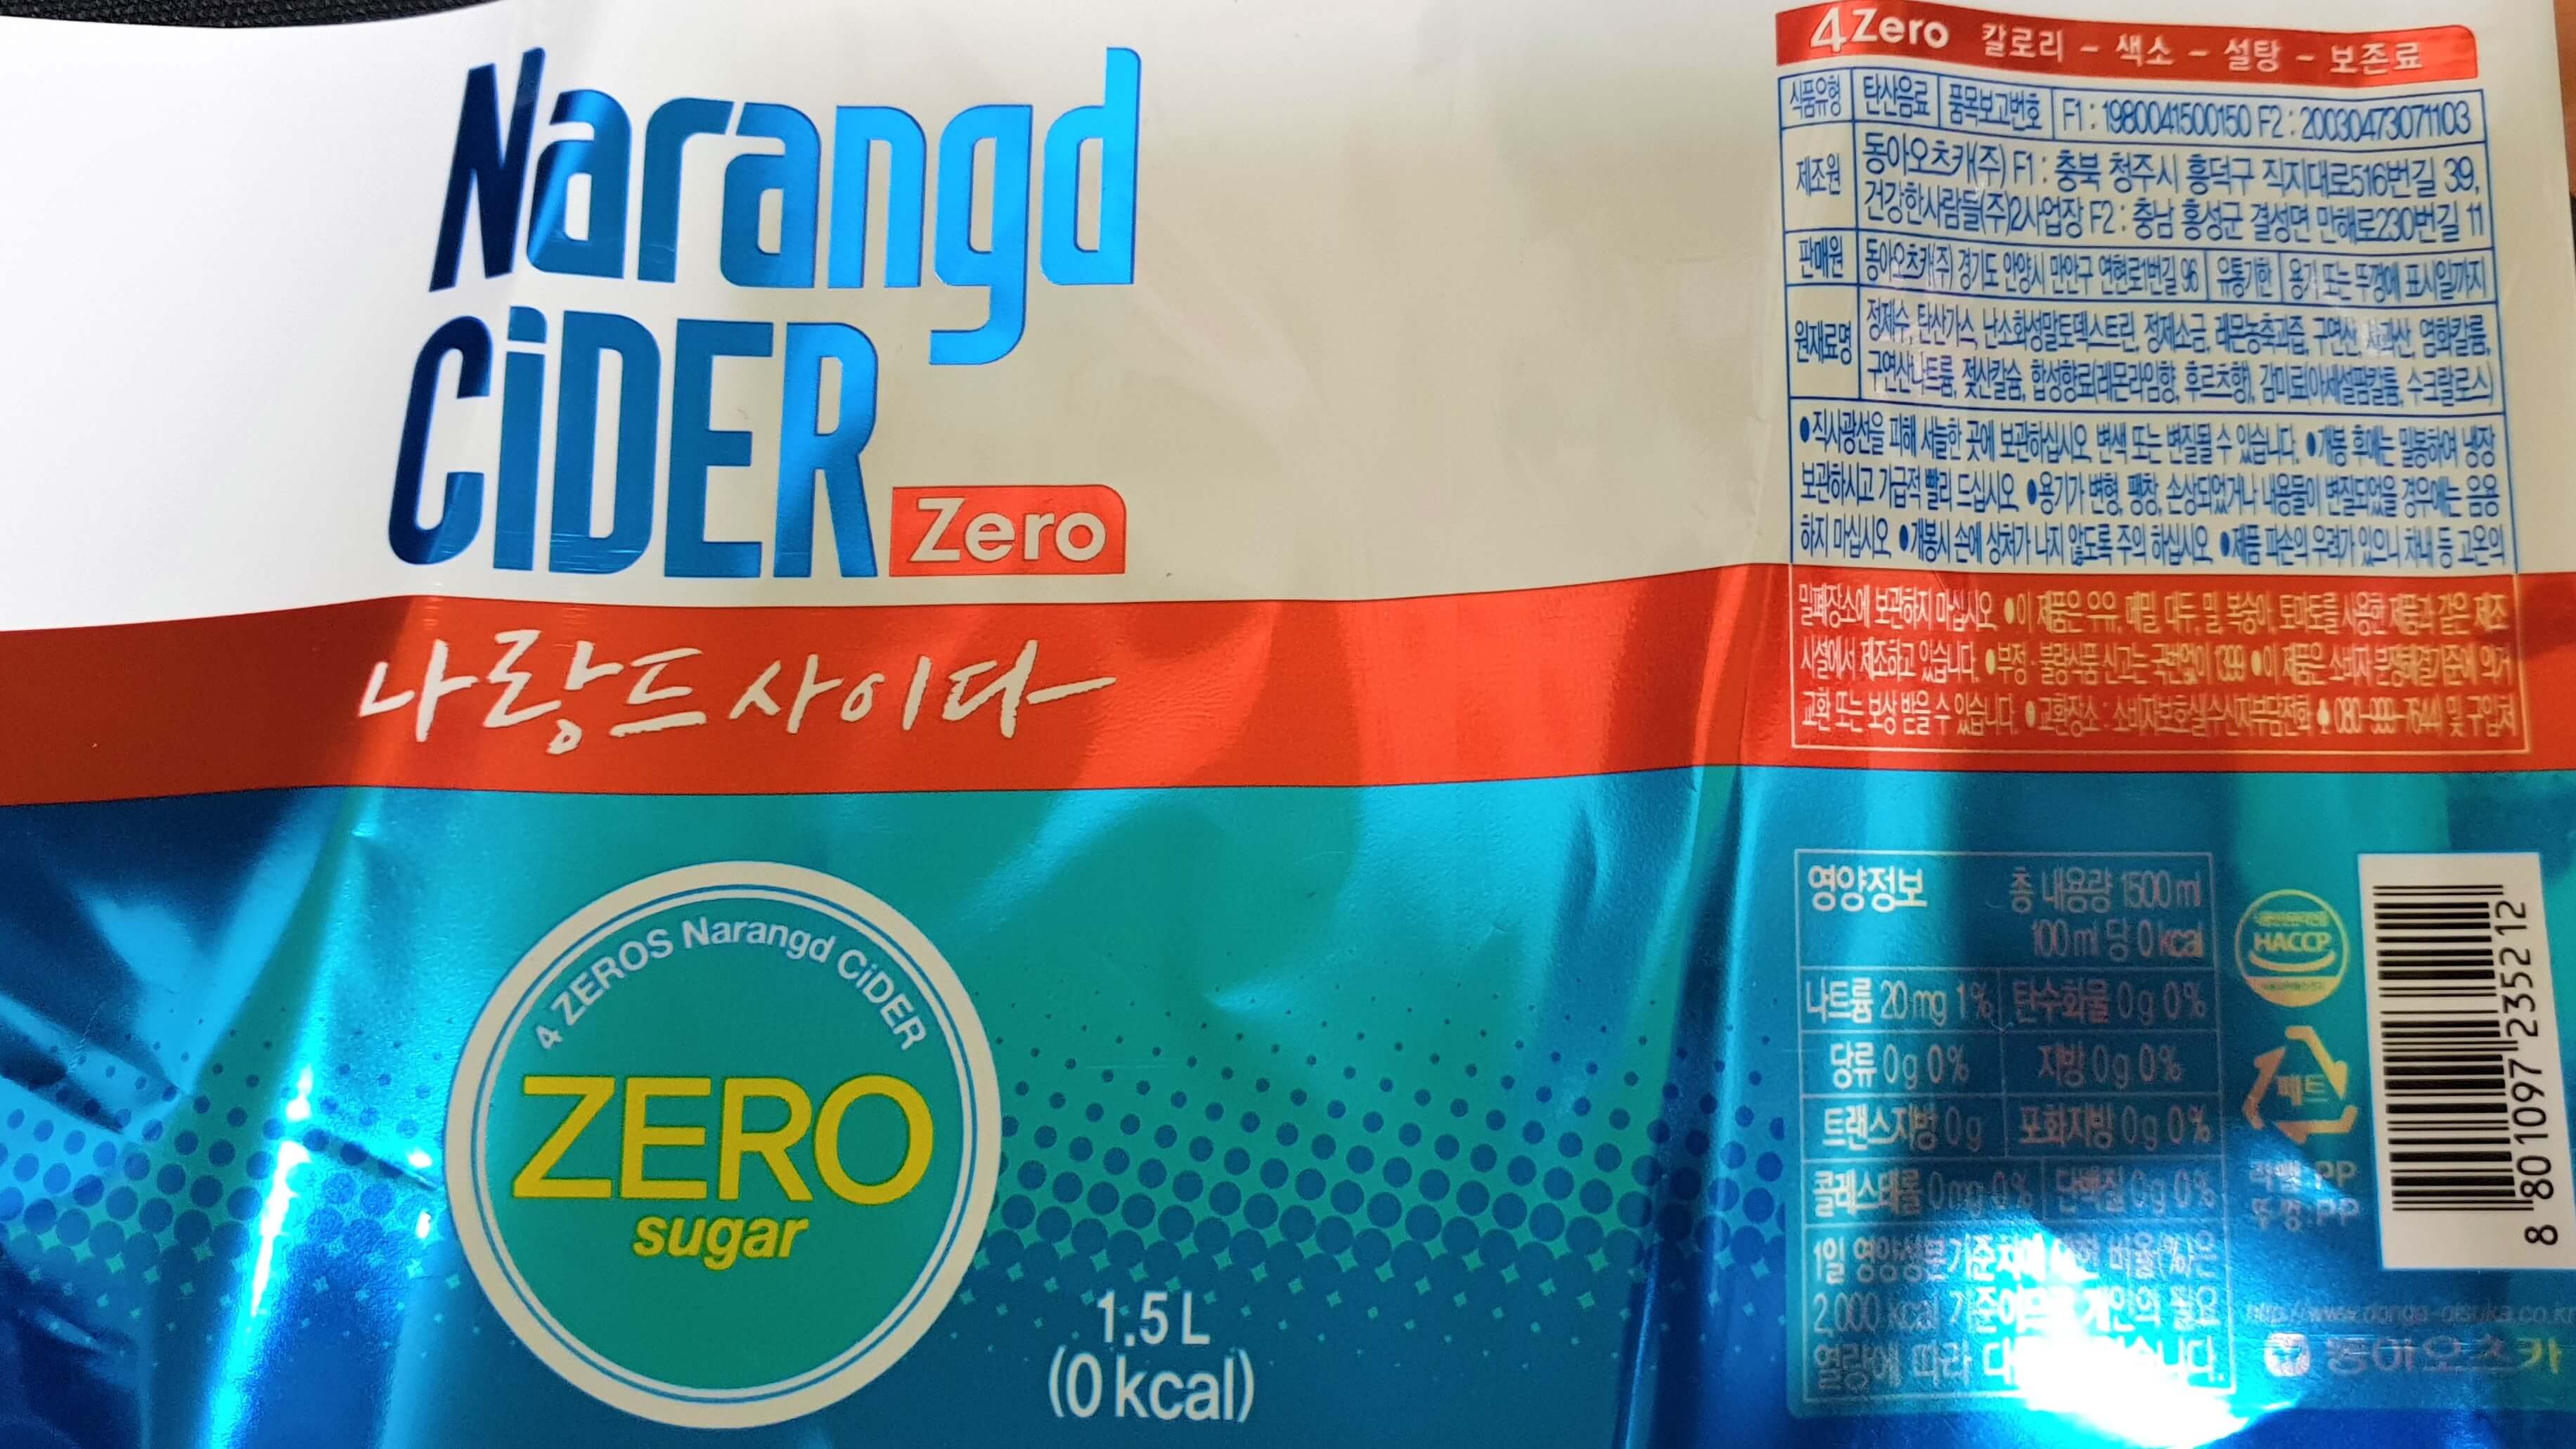 Narangd
CiDER Zero
나랑드 사이다
4 ZEROS Narangd CiDER
ZERO
sugar
1.5 L
(0 kcal)
4Zero 칼로리 - 색소 - 설탕 - 보존료
식품유형 탄산음료 품목보고번호 F1 : 1980041500150 F2 : 20030473071103
제조원 동아오츠카(주) F1 : 충북 청주시 흥덕구 직지대로516번길 39,
건강한사람들(주)2사업장 F2 : 충남 홍성군 결성면 만해로230번길 11
판매원 동아오츠카(주) 경기도 안양시 만안구 연현로1번길 96 유통기한 용기 또는 뚜껑에 표시일까지
원재료명 정제수, 탄산가스, 난소화성말토덱스트린, 정제소금, 레몬농축과즙, 구연산, 사과산, 염화칼륨,
구연산나트륨, 젖산칼슘, 합성향료(레몬라임향, 후르츠향), 감미료(아세설팜칼륨, 수크랄로스)
●직사광선을 피해 서늘한 곳에 보관하십시오. 변색 또는 변질될 수 있습니다. ●개봉 후에는 밀봉하여 냉장
보관하시고 가급적 빨리 드십시오. ●용기가 변형, 팽창, 손상되었거나 내용물이 변질되었을 경우에는 음용
하지 마십시오. ●개봉시 손에 상처가 나지 않도록 주의 하십시오. ●제품 파손의 우려가 있으니 차내 등 고온의
밀폐장소에 보관하지 마십시오. ●이 제품은 우유, 메밀, 대두, 밀, 복숭아, 토마토를 사용한 제품과 같은 제조
시설에서 제조하고 있습니다. ●부정·불량식품 신고는 국번없이 1399 ●이 제품은 소비자 분쟁해결기준에 의거
교환 또는 보상 받을 수 있습니다. ●교환장소 : 소비자보호실수신자부담전화 080-999-7644 및 구입처
영양정보 총 내용량 1500 ml
100 ml 당 0 kcal
나트륨 20 mg 1% 탄수화물 0 g 0%
당류 0 g 0% 지방 0 g 0%
트랜스지방 0 g 포화지방 0 g 0%
콜레스테롤 0 mg 0% 단백질 0 g 0%
1일 영양성분 기준치에 대한 비율(%)은
2,000 kcal 기준이므로 개인의 필요
열량에 따라
HACCP
페트
라벨:PP
뚜껑:PP
8 801097 235212
http://www.donga-otsuka.co.kr
동아오츠카